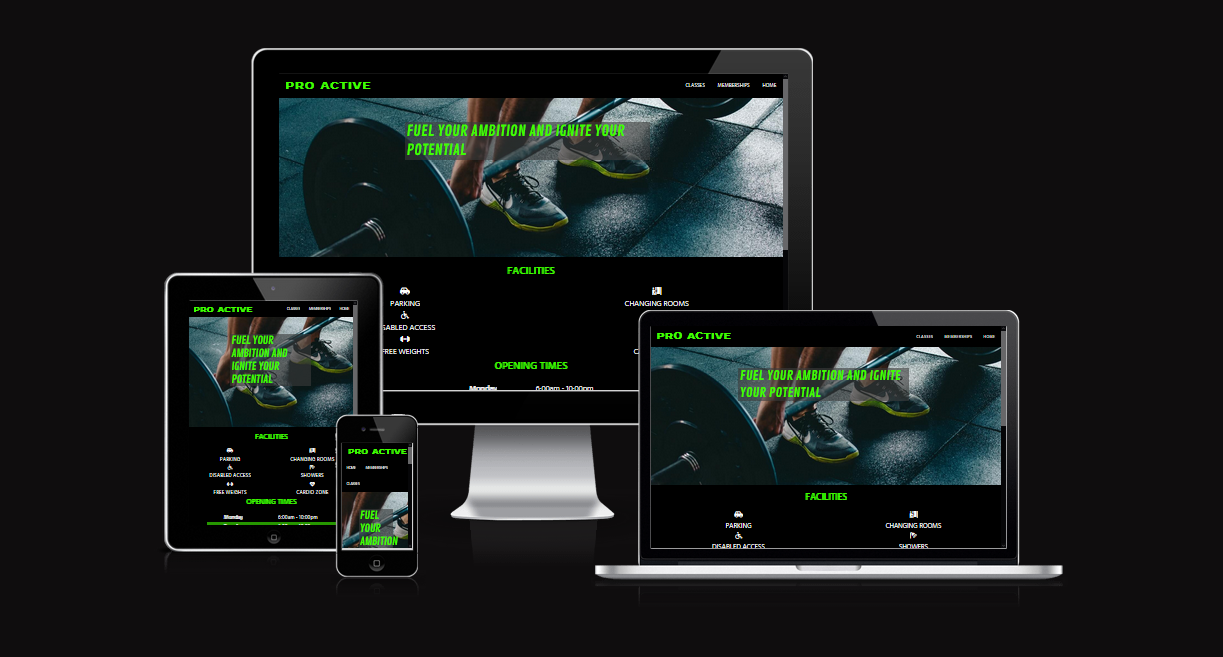 PRO ACTIVE
CLASSES MEMBERSHIPS HOME
FUEL YOUR AMBITION AND IGNITE YOUR
POTENTIAL
FACILITIES
PARKING CHANGING ROOMS
SABLED ACCESS
FREE WEIGHTS
OPENING TIMES
Monday 6:00am - 10:00pm
PRO ACTIVE
CLASSES MEMBERSHIPS HOME
FUEL YOUR
AMBITION AND
IGNITE YOUR
POTENTIAL
FACILITIES
PARKING CHANGING ROOMS
DISABLED ACCESS SHOWERS
FREE WEIGHTS CARDIO ZONE
OPENING TIMES
Monday 6:00am - 10:00pm
PRO ACTIVE
HOME MEMBERSHIPS
CLASSES
FUEL
YOUR
AMBITION
PRO ACTIVE
CLASSES MEMBERSHIPS HOME
FUEL YOUR AMBITION AND IGNITE
YOUR POTENTIAL
FACILITIES
PARKING CHANGING ROOMS
DISABLED ACCESS SHOWERS